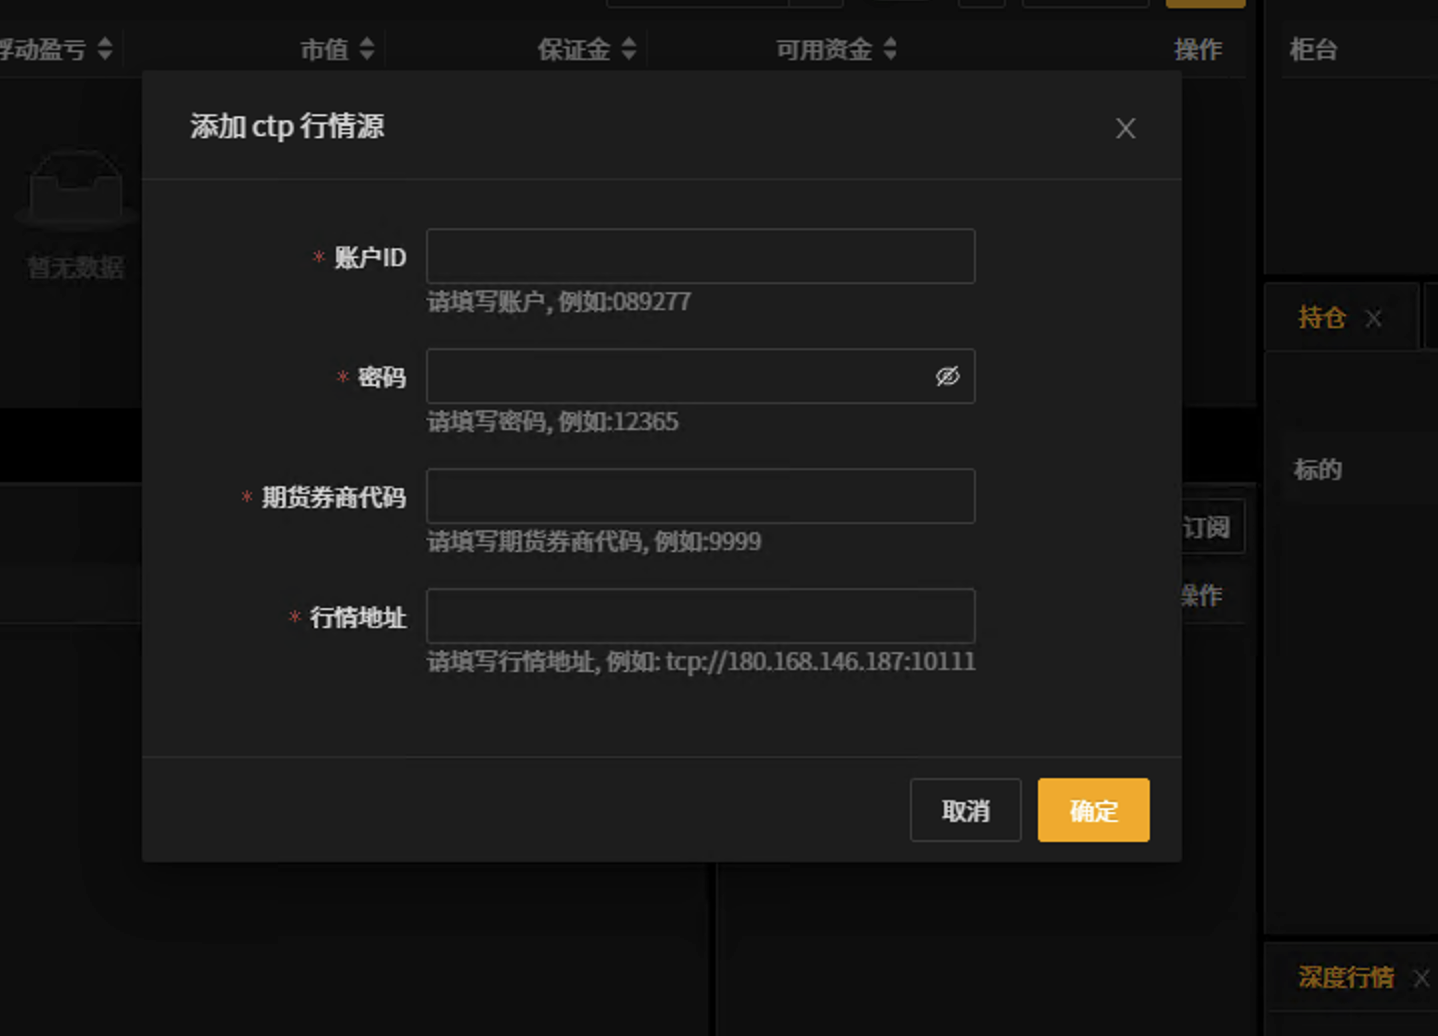 浮动盈亏
市值
保证金
可用资金
操作
柜台
添加 ctp 行情源
暂无数据
* 账户ID
请填写账户, 例如:089277
持仓
* 密码
请填写密码, 例如:12365
标的
* 期货券商代码
请填写期货券商代码, 例如:9999
订阅
操作
* 行情地址
请填写行情地址, 例如: tcp://180.168.146.187:10111
取消
确定
深度行情